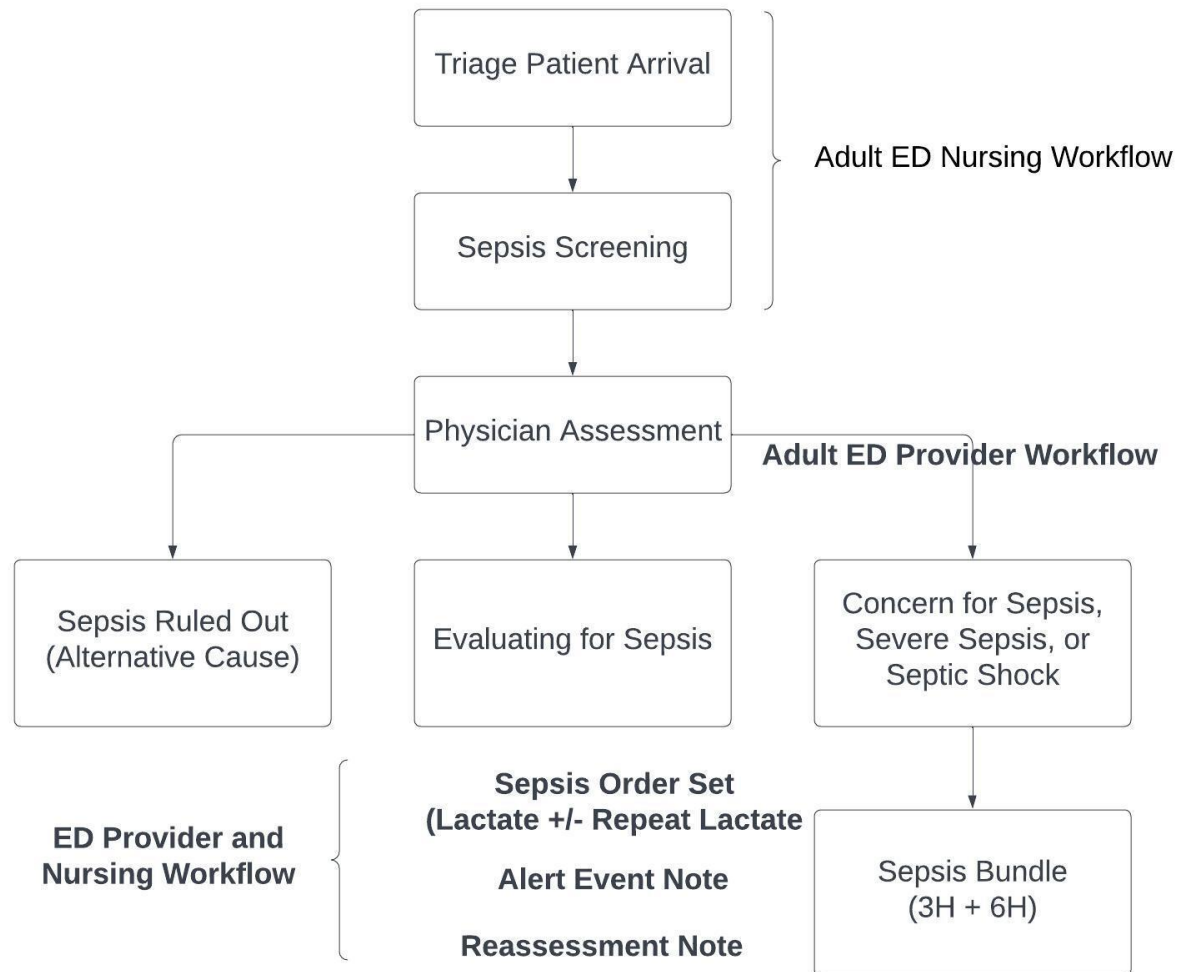 Triage Patient Arrival
Adult ED Nursing Workflow
Sepsis Screening
Physician Assessment
Adult ED Provider Workflow
Sepsis Ruled Out
(Alternative Cause)
Evaluating for Sepsis
Concern for Sepsis,
Severe Sepsis, or
Septic Shock
ED Provider and
Nursing Workflow
Sepsis Order Set
(Lactate +/- Repeat Lactate
Alert Event Note
Reassessment Note
Sepsis Bundle
(3H + 6H)